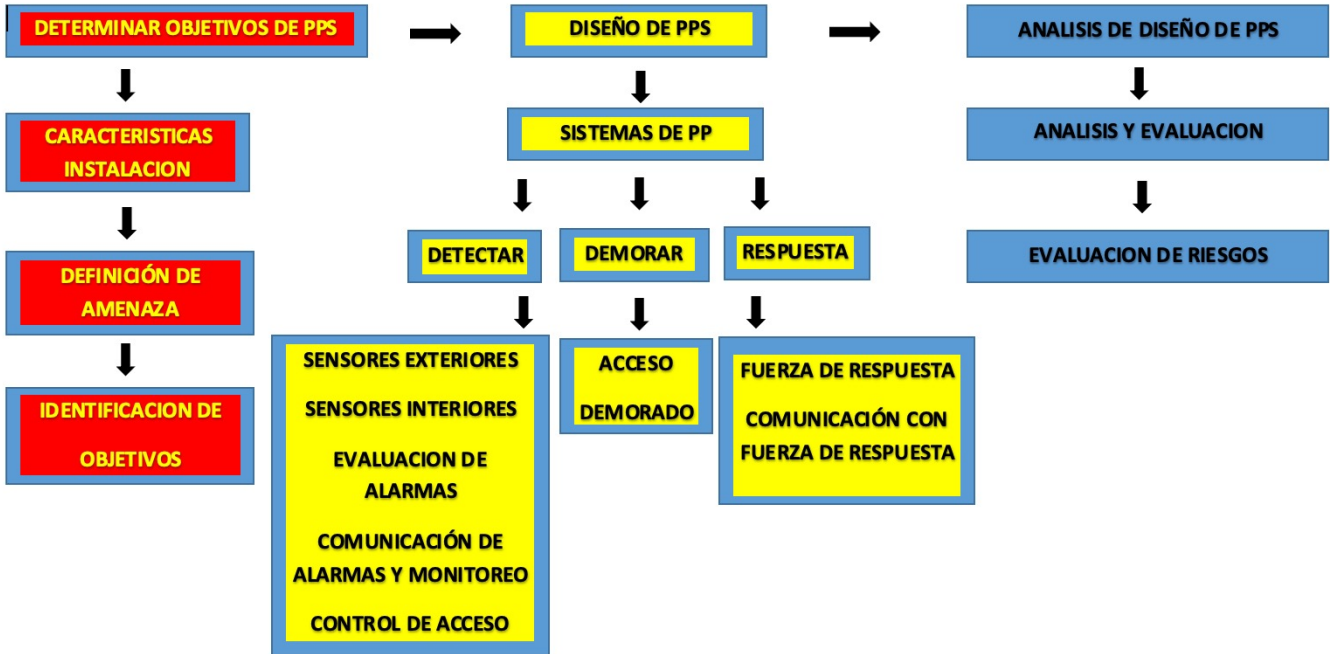 DETERMINAR OBJETIVOS DE PPS
DISEÑO DE PPS
ANALISIS DE DISEÑO DE PPS
CARACTERISTICAS
INSTALACION
SISTEMAS DE PP
ANALISIS Y EVALUACION
DEFINICIÓN DE
AMENAZA
DETECTAR
DEMORAR
RESPUESTA
EVALUACION DE RIESGOS
IDENTIFICACION DE
OBJETIVOS
SENSORES EXTERIORES
SENSORES INTERIORES
EVALUACION DE
ALARMAS
COMUNICACIÓN DE
ALARMAS Y MONITOREO
CONTROL DE ACCESO
ACCESO
DEMORADO
FUERZA DE RESPUESTA
COMUNICACIÓN CON
FUERZA DE RESPUESTA